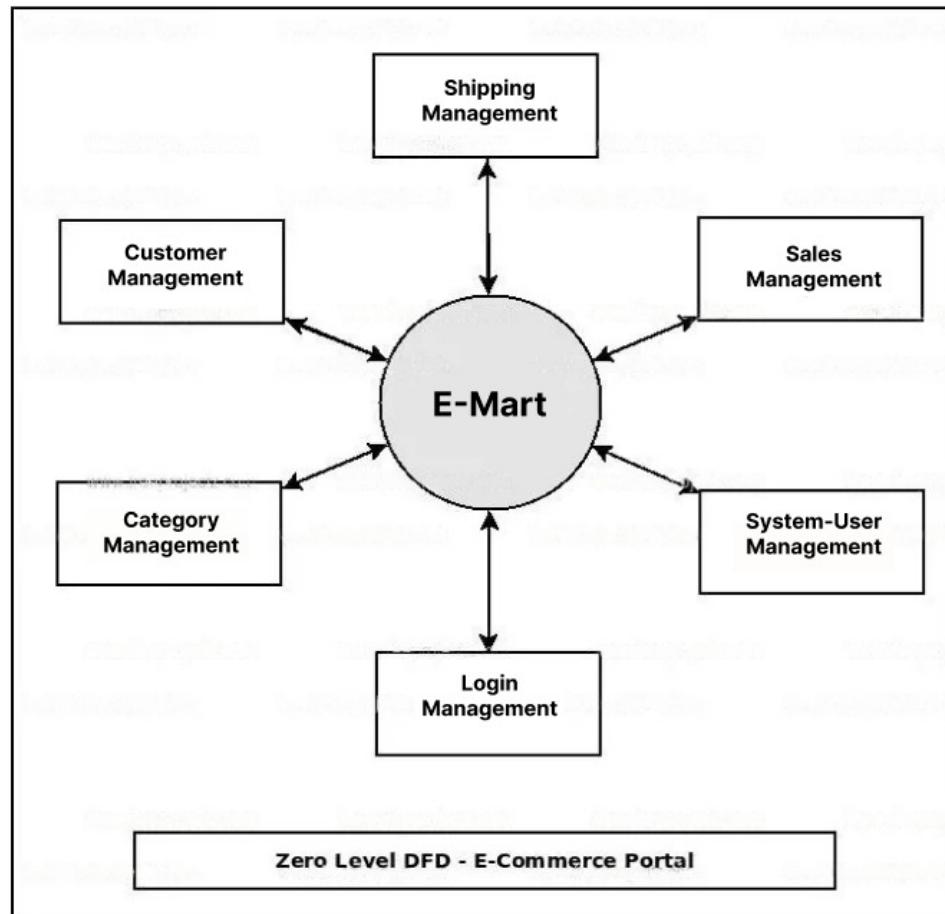 Shipping
Management
Customer
Management
Sales
Management
E-Mart
Category
Management
System-User
Management
Login
Management
Zero Level DFD - E-Commerce Portal